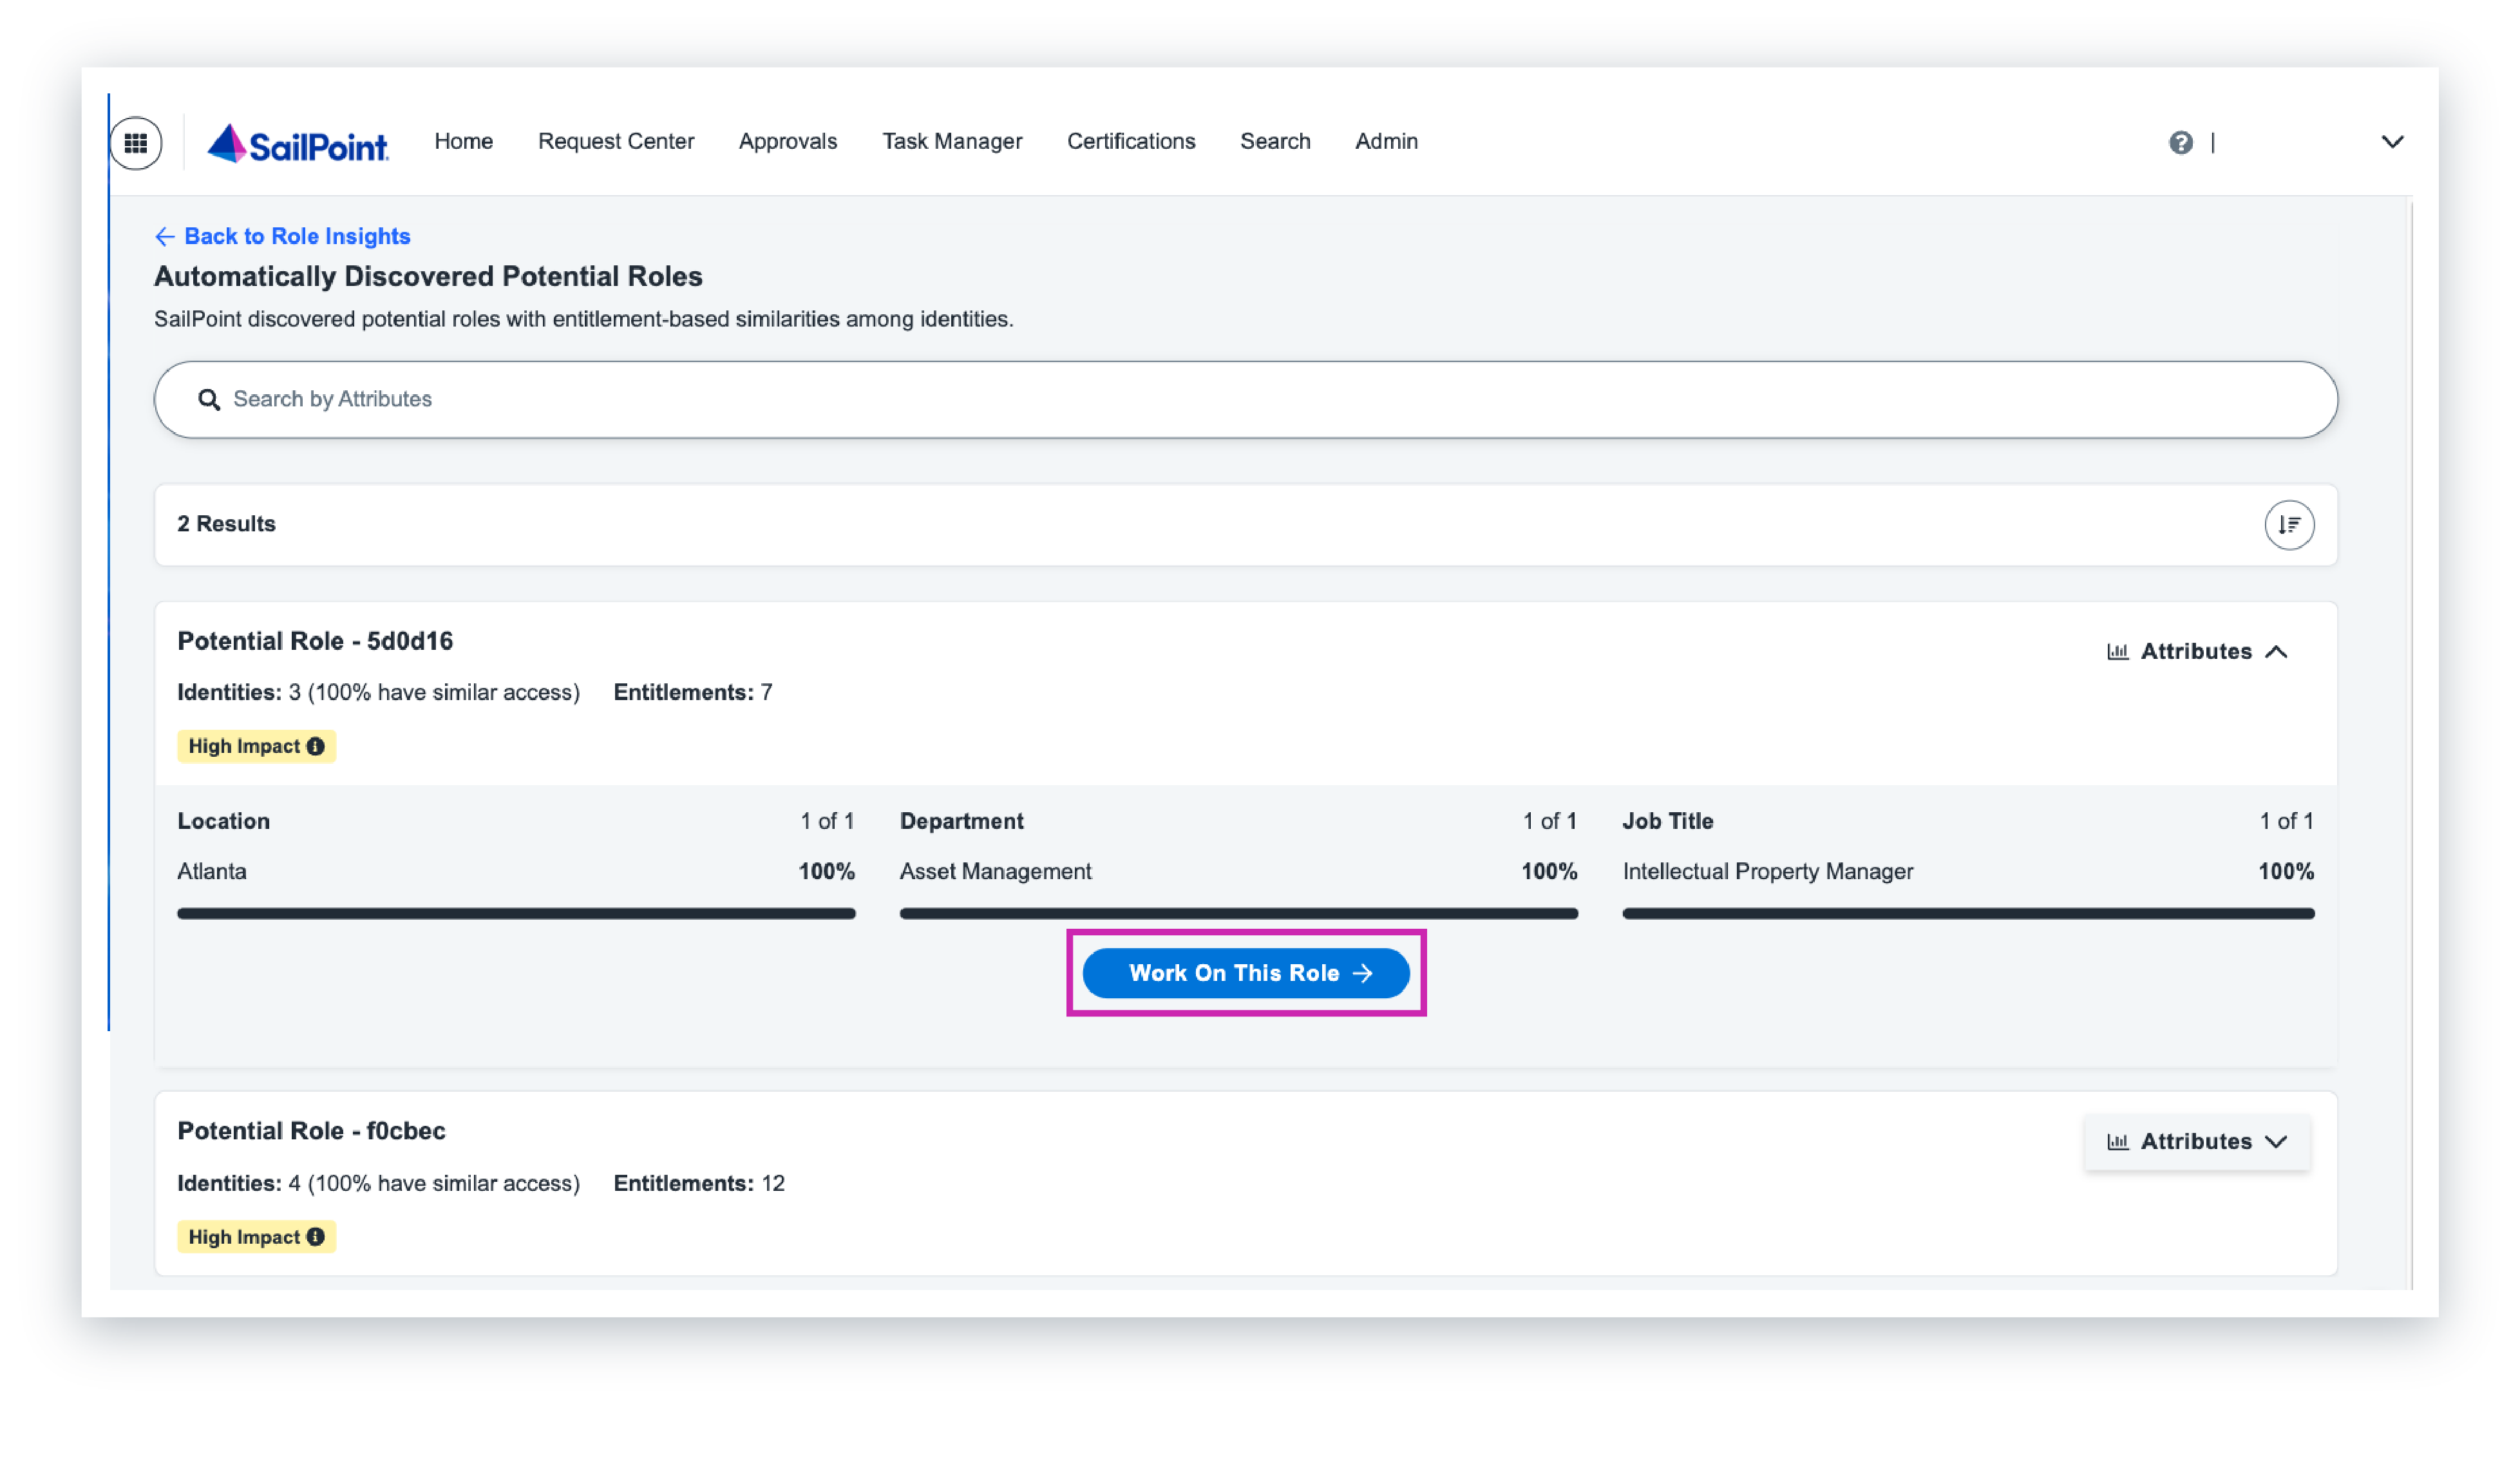 SailPoint Home Request Center Approvals Task Manager Certifications Search Admin
Back to Role Insights
Automatically Discovered Potential Roles
SailPoint discovered potential roles with entitlement-based similarities among identities.
Search by Attributes
2 Results
Potential Role - 5d0d16
Attributes
Identities: 3 (100% have similar access) Entitlements: 7
High Impact
Location 1 of 1 Department 1 of 1 Job Title 1 of 1
Atlanta 100% Asset Management 100% Intellectual Property Manager 100%
Work On This Role
Potential Role - f0cbec
Attributes
Identities: 4 (100% have similar access) Entitlements: 12
High Impact